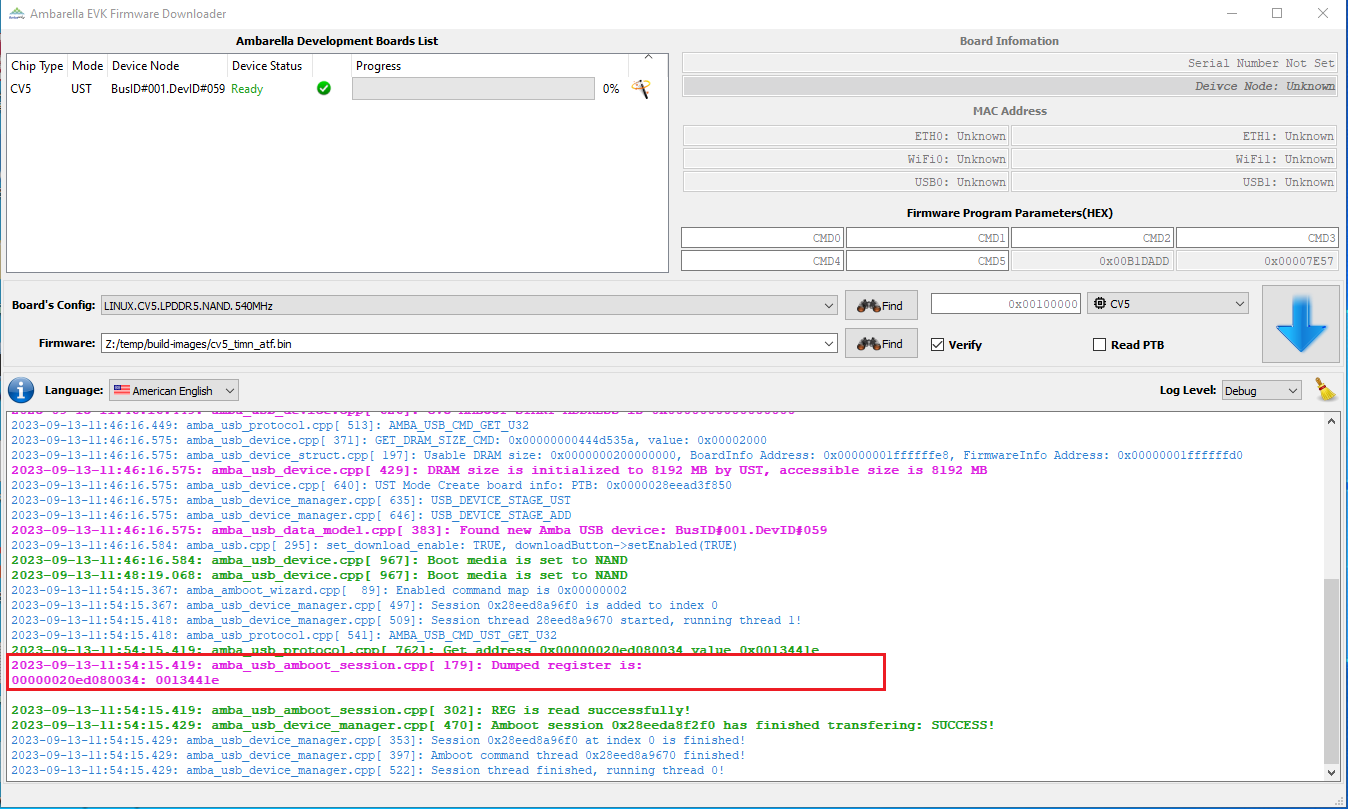 Ambarella EVK Firmware Downloader
Ambarella Development Boards List
Chip Type Mode Device Node Device Status Progress
CV5 UST BusID#001.DevID#059 Ready 0%
Board Infomation
Serial Number Not Set
Deivce Node: Unknown
MAC Address
ETH0: Unknown ETH1: Unknown
WiFi0: Unknown WiFi1: Unknown
USB0: Unknown USB1: Unknown
Firmware Program Parameters(HEX)
CMD0 CMD1 CMD2 CMD3
CMD4 CMD5 0x00B1DADD 0x00007E57
Board's Config: LINUX.CV5.LPDDR5.NAND.540MHz Find 0x00100000 CV5
Firmware: Z:/temp/build-images/cv5_timn_atf.bin Find Verify Read PTB
Language: American English Log Level: Debug
2023-09-13-11:46:16.449: amba_usb_protocol.cpp[ 513]: AMBA_USB_CMD_GET_U32
2023-09-13-11:46:16.575: amba_usb_device.cpp[ 371]: GET_DRAM_SIZE_CMD: 0x00000000444d535a, value: 0x00002000
2023-09-13-11:46:16.575: amba_usb_device_struct.cpp[ 197]: Usable DRAM size: 0x0000000200000000, BoardInfo Address: 0x00000001ffffffe8, FirmwareInfo Address: 0x00000001ffffffd0
2023-09-13-11:46:16.575: amba_usb_device.cpp[ 429]: DRAM size is initialized to 8192 MB by UST, accessible size is 8192 MB
2023-09-13-11:46:16.575: amba_usb_device.cpp[ 640]: UST Mode Create board info: PTB: 0x0000028eead3f850
2023-09-13-11:46:16.575: amba_usb_device_manager.cpp[ 635]: USB_DEVICE_STAGE_UST
2023-09-13-11:46:16.575: amba_usb_device_manager.cpp[ 646]: USB_DEVICE_STAGE_ADD
2023-09-13-11:46:16.575: amba_usb_data_model.cpp[ 383]: Found new Amba USB device: BusID#001.DevID#059
2023-09-13-11:46:16.584: amba_usb.cpp[ 295]: set_download_enable: TRUE, downloadButton->setEnabled(TRUE)
2023-09-13-11:46:16.584: amba_usb_device.cpp[ 967]: Boot media is set to NAND
2023-09-13-11:48:19.068: amba_usb_device.cpp[ 967]: Boot media is set to NAND
2023-09-13-11:54:15.367: amba_amboot_wizard.cpp[ 89]: Enabled command map is 0x00000002
2023-09-13-11:54:15.367: amba_usb_device_manager.cpp[ 497]: Session 0x28eed8a96f0 is added to index 0
2023-09-13-11:54:15.418: amba_usb_device_manager.cpp[ 509]: Session thread 28eed8a9670 started, running thread 1!
2023-09-13-11:54:15.418: amba_usb_protocol.cpp[ 541]: AMBA_USB_CMD_UST_GET_U32
2023-09-13-11:54:15.419: amba_usb_protocol.cpp[ 762]: Get address 0x00000020ed080034 value 0x0013441e
2023-09-13-11:54:15.419: amba_usb_amboot_session.cpp[ 179]: Dumped register is:
00000020ed080034: 0013441e
2023-09-13-11:54:15.419: amba_usb_amboot_session.cpp[ 302]: REG is read successfully!
2023-09-13-11:54:15.429: amba_usb_device_manager.cpp[ 470]: Amboot session 0x28eeda8f2f0 has finished transfering: SUCCESS!
2023-09-13-11:54:15.429: amba_usb_device_manager.cpp[ 353]: Session 0x28eed8a96f0 at index 0 is finished!
2023-09-13-11:54:15.429: amba_usb_device_manager.cpp[ 397]: Amboot command thread 0x28eed8a9670 finished!
2023-09-13-11:54:15.429: amba_usb_device_manager.cpp[ 522]: Session thread finished, running thread 0!